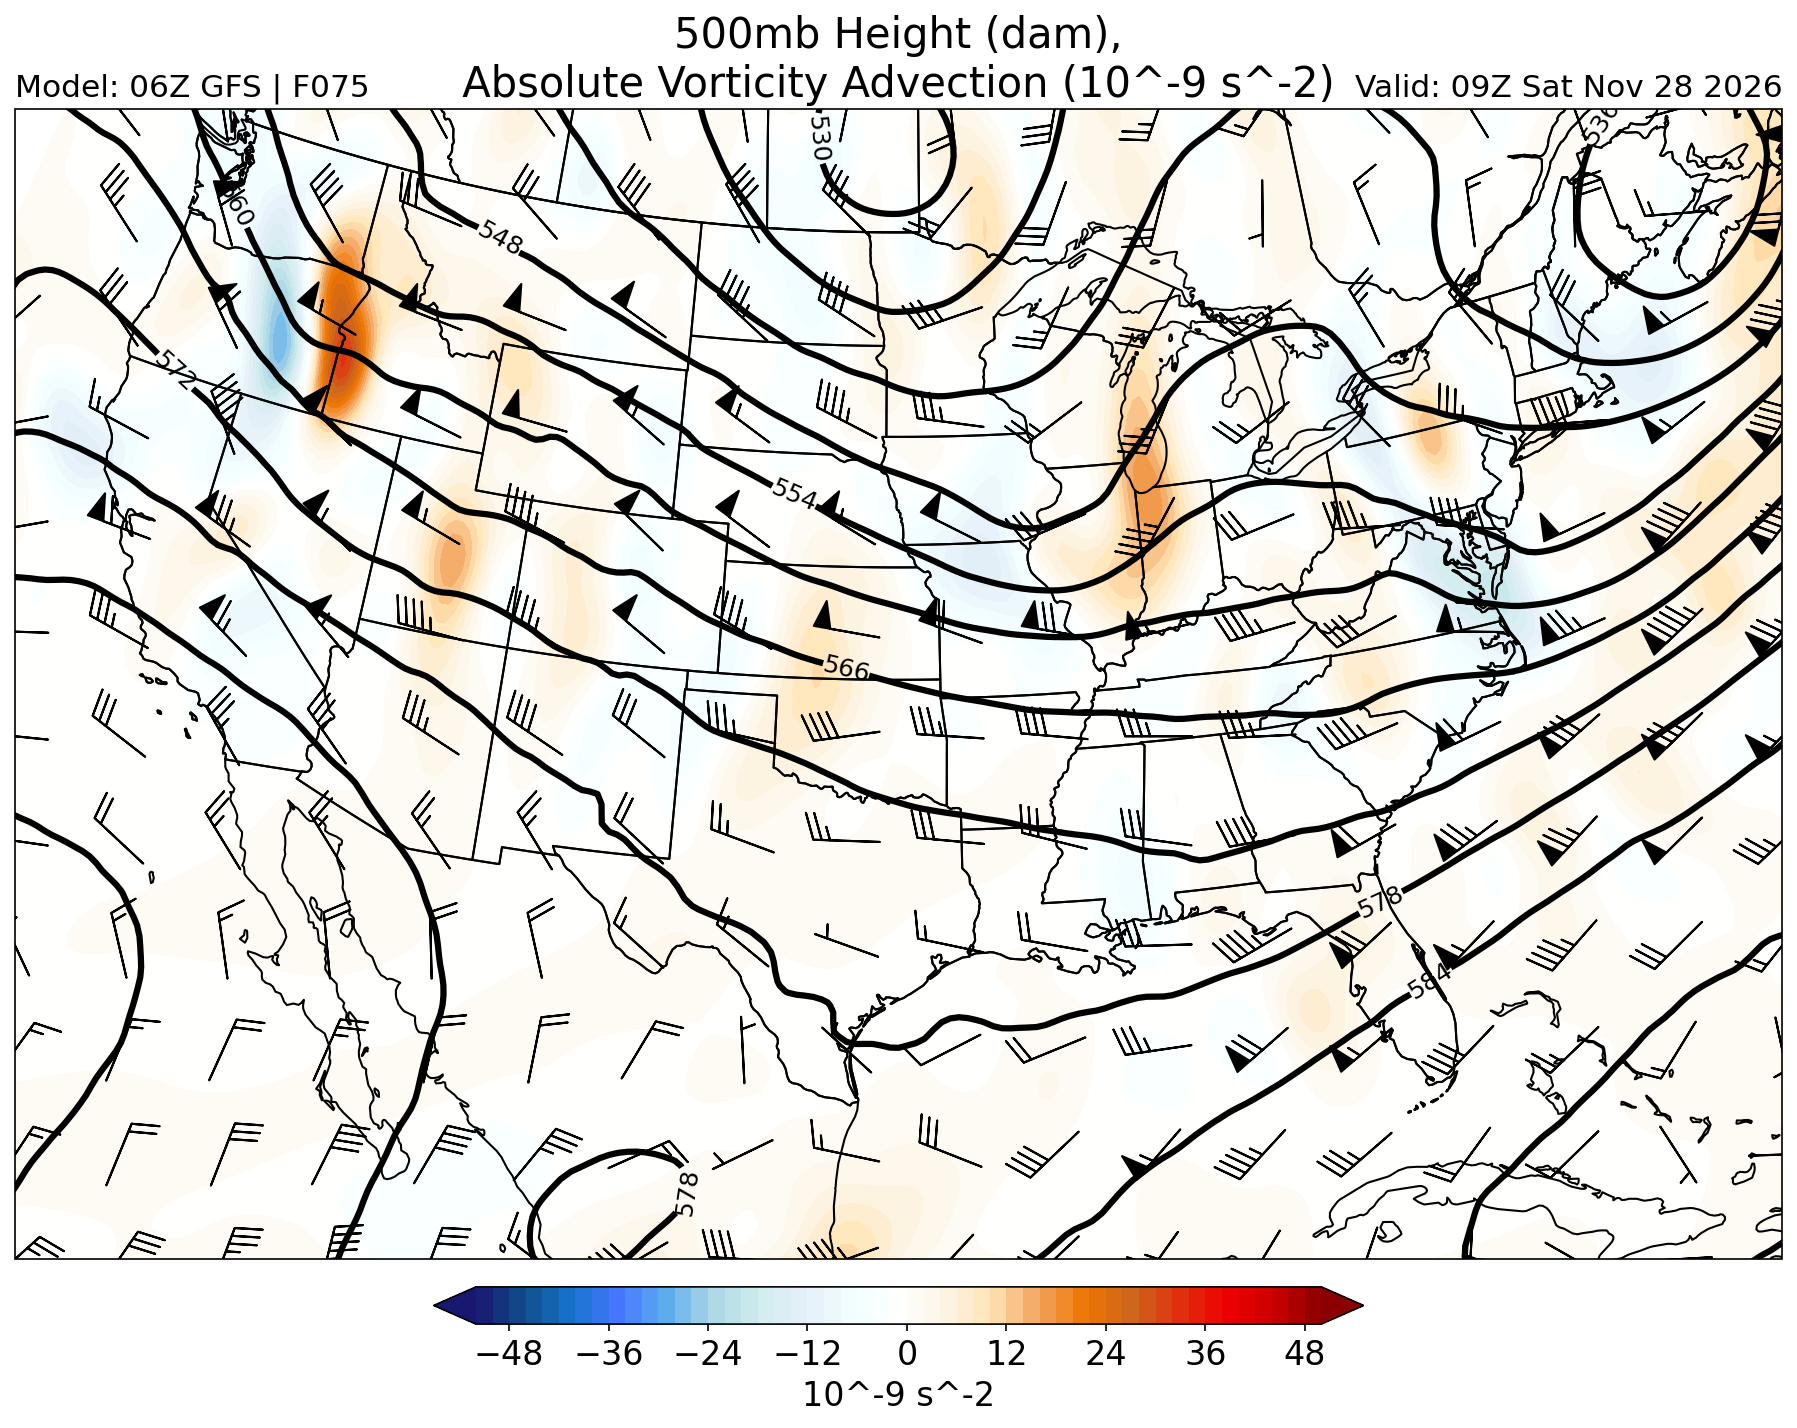 500mb Height (dam),
Model: 06Z GFS | F075
Absolute Vorticity Advection (10^-9 s^-2)
Valid: 09Z Sat Nov 28 2026
530
530
560
548
572
554
566
578
584
578
−48 −36 −24 −12 0 12 24 36 48
10^-9 s^-2